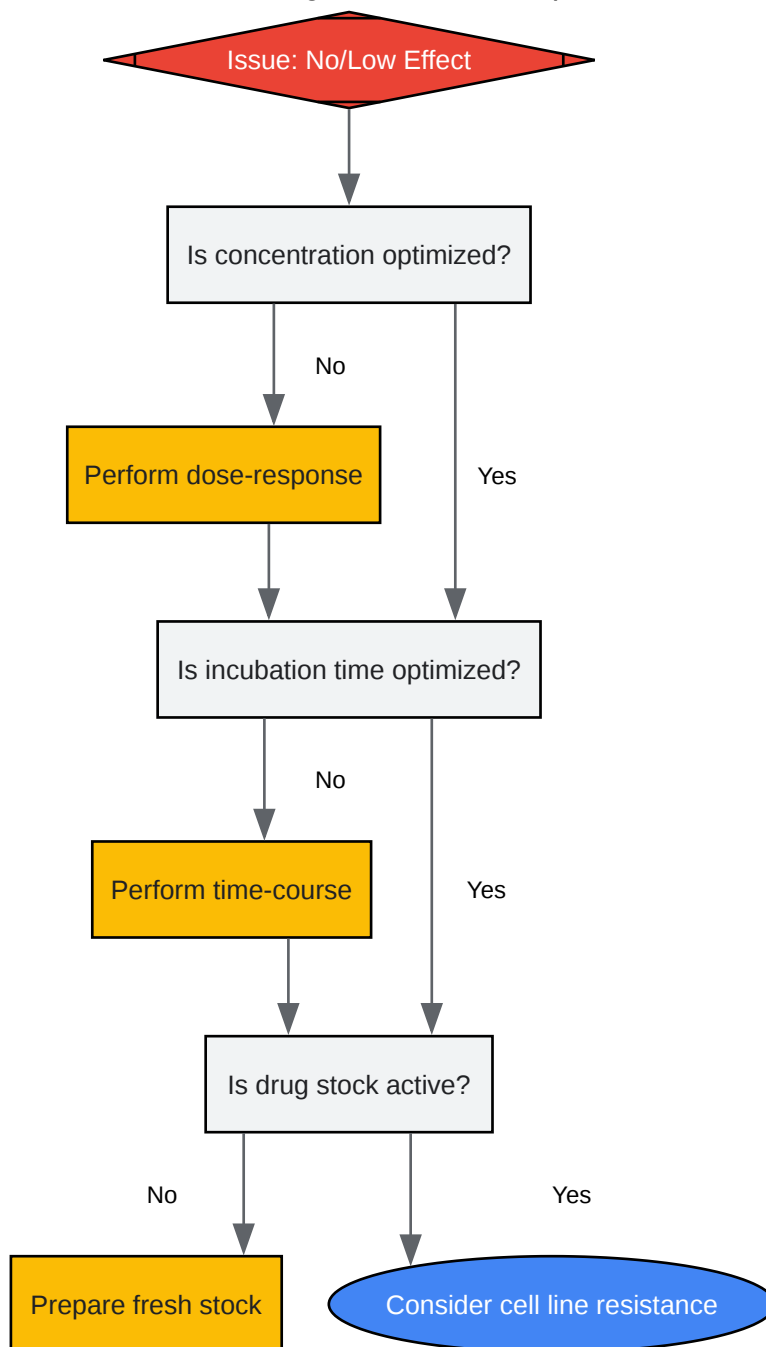 Issue: No/Low Effect
Is concentration optimized?
No
Perform dose-response
Yes
Is incubation time optimized?
No
Perform time-course
Yes
Is drug stock active?
No
Yes
Prepare fresh stock
Consider cell line resistance